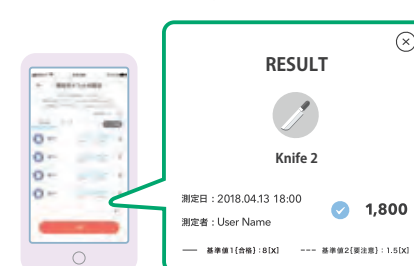 RESULT
Knife 2
測定日：2018.04.13 18:00
測定者：User Name
1,800
基準値1{合格}：8[X]
基準値2{要注意}：1.5[X]